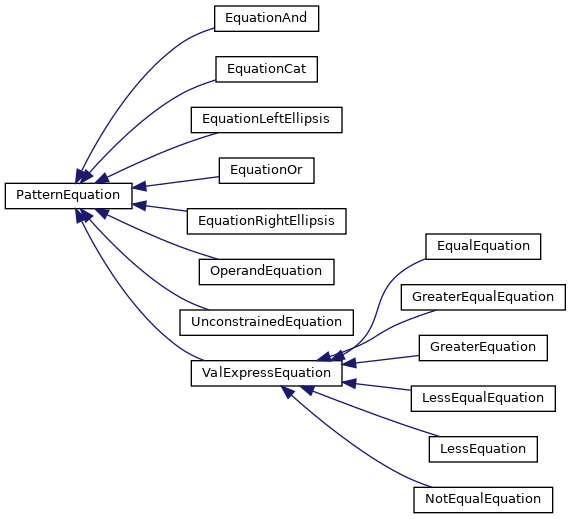 EquationAnd
EquationCat
EquationLeftEllipsis
EquationOr
PatternEquation
EquationRightEllipsis
EqualEquation
OperandEquation
GreaterEqualEquation
UnconstrainedEquation
GreaterEquation
ValExpressEquation
LessEqualEquation
LessEquation
NotEqualEquation